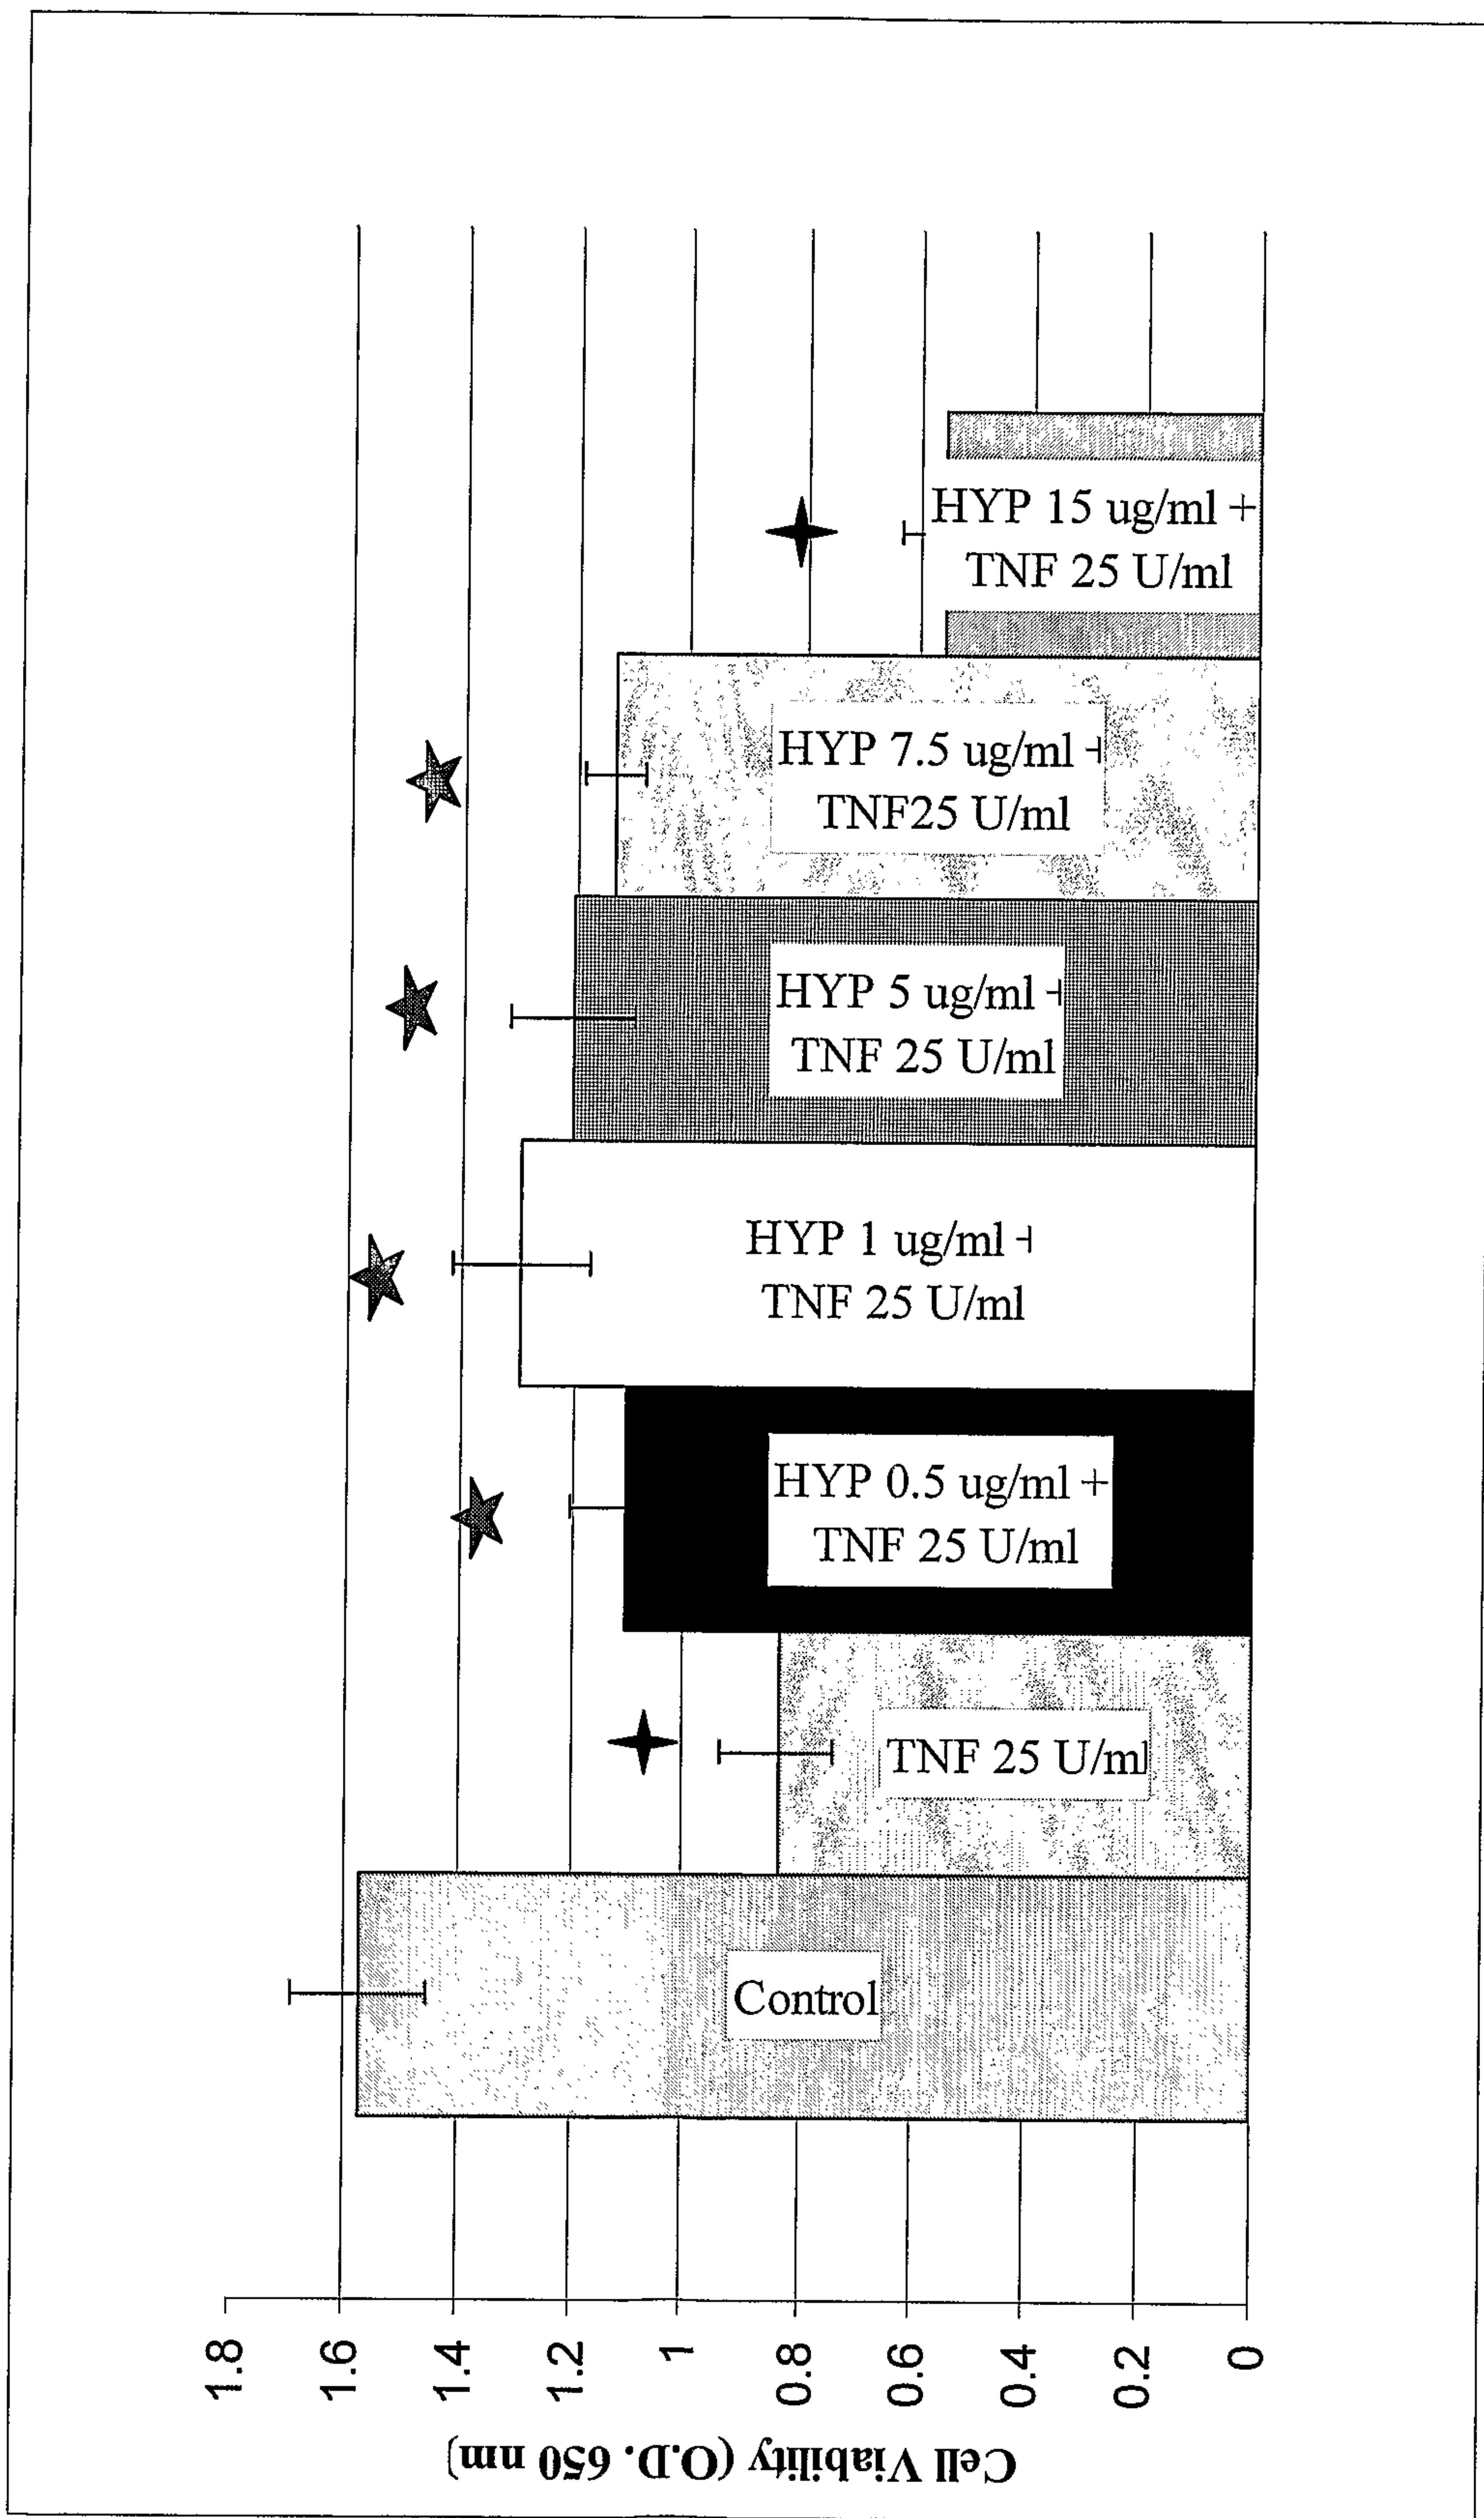 Cell Viability (O.D. 650 nm)
1.8
1.6
1.4
1.2
1
0.8
0.6
0.4
0.2
0
Control
TNF 25 U/ml
HYP 0.5 ug/ml +
TNF 25 U/ml
HYP 1 ug/ml +
TNF 25 U/ml
HYP 5 ug/ml +
TNF 25 U/ml
HYP 7.5 ug/ml +
TNF25 U/ml
HYP 15 ug/ml +
TNF 25 U/ml